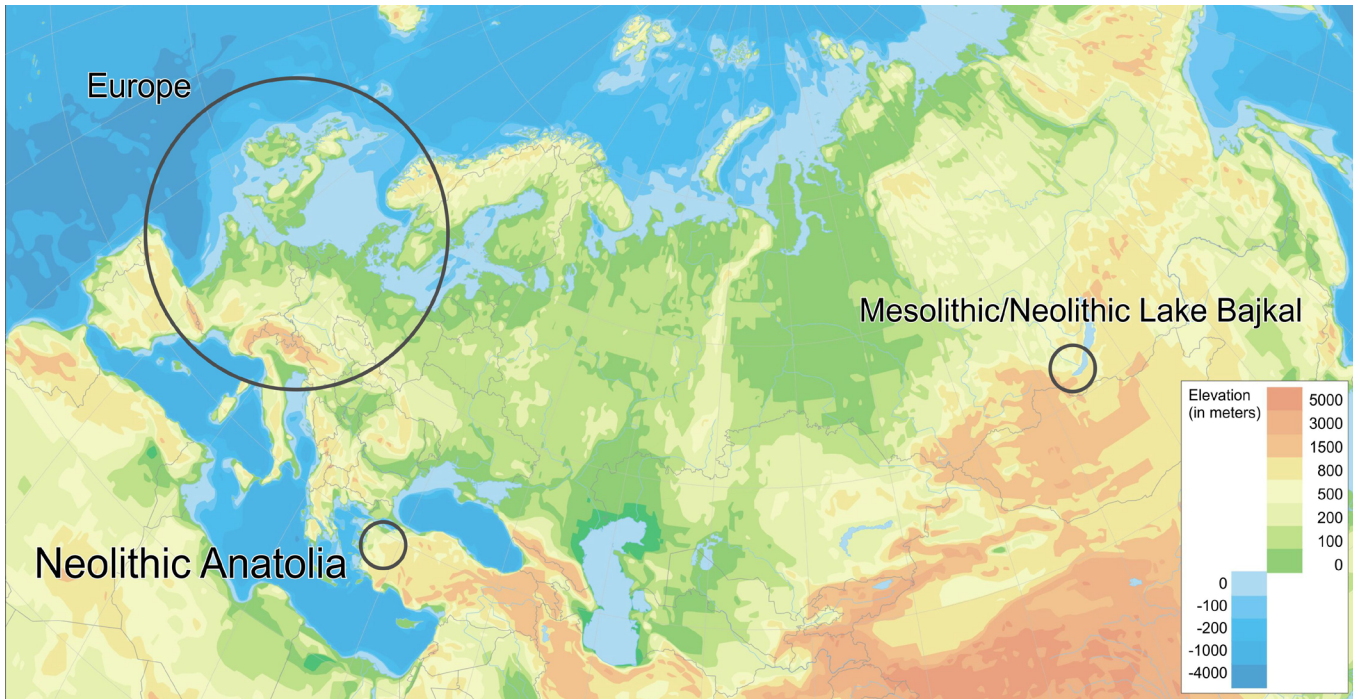 Europe
Mesolithic/Neolithic Lake Bajkal
Neolithic Anatolia
Elevation
(in meters)
5000
3000
1500
800
500
200
100
0
0
-100
-200
-1000
-4000